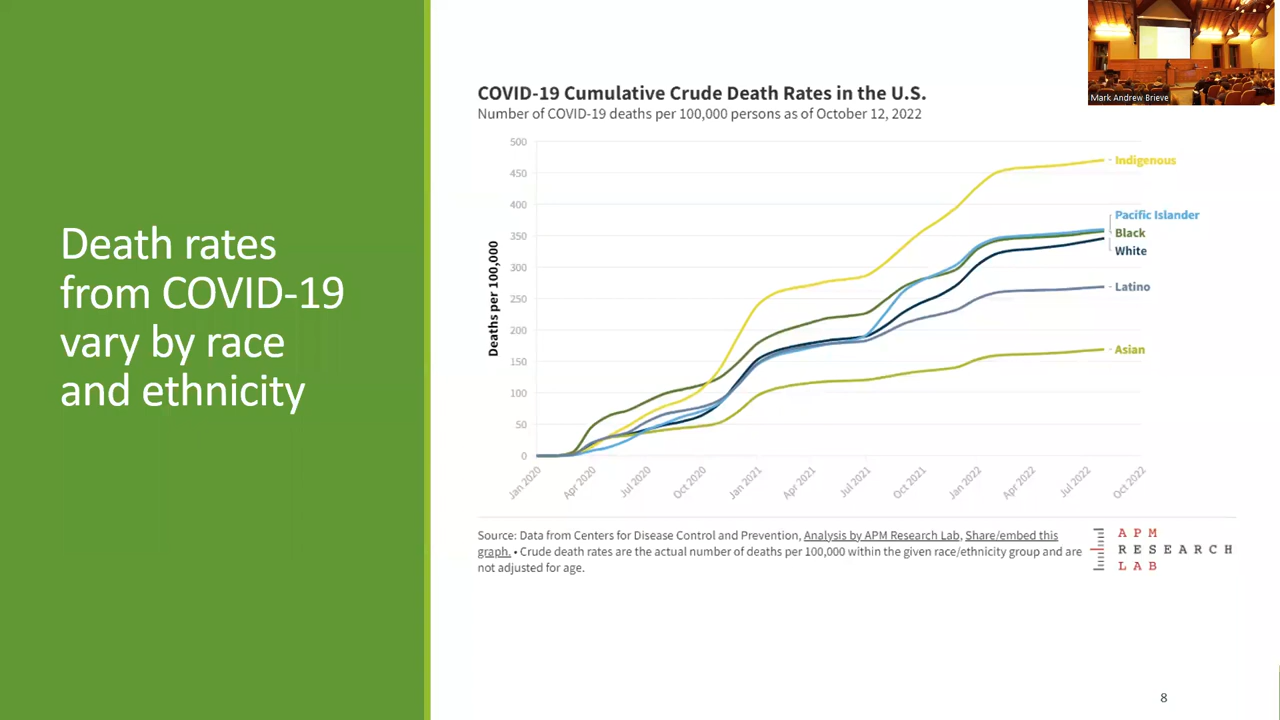 Death rates
from COVID-19
vary by race
and ethnicity
COVID-19 Cumulative Crude Death Rates in the U.S.
Number of COVID-19 deaths per 100,000 persons as of October 12, 2022
Deaths per 100,000
500
450
400
350
300
250
200
150
100
50
0
Jan 2020
Apr 2020
Jul 2020
Oct 2020
Jan 2021
Apr 2021
Jul 2021
Oct 2021
Jan 2022
Apr 2022
Jul 2022
Oct 2022
Indigenous
Pacific Islander
Black
White
Latino
Asian
Source: Data from Centers for Disease Control and Prevention, Analysis by APM Research Lab, Share/embed this
graph. • Crude death rates are the actual number of deaths per 100,000 within the given race/ethnicity group and are
not adjusted for age.
APM
RESEARCH
LAB
Mark Andrew Brieve
8